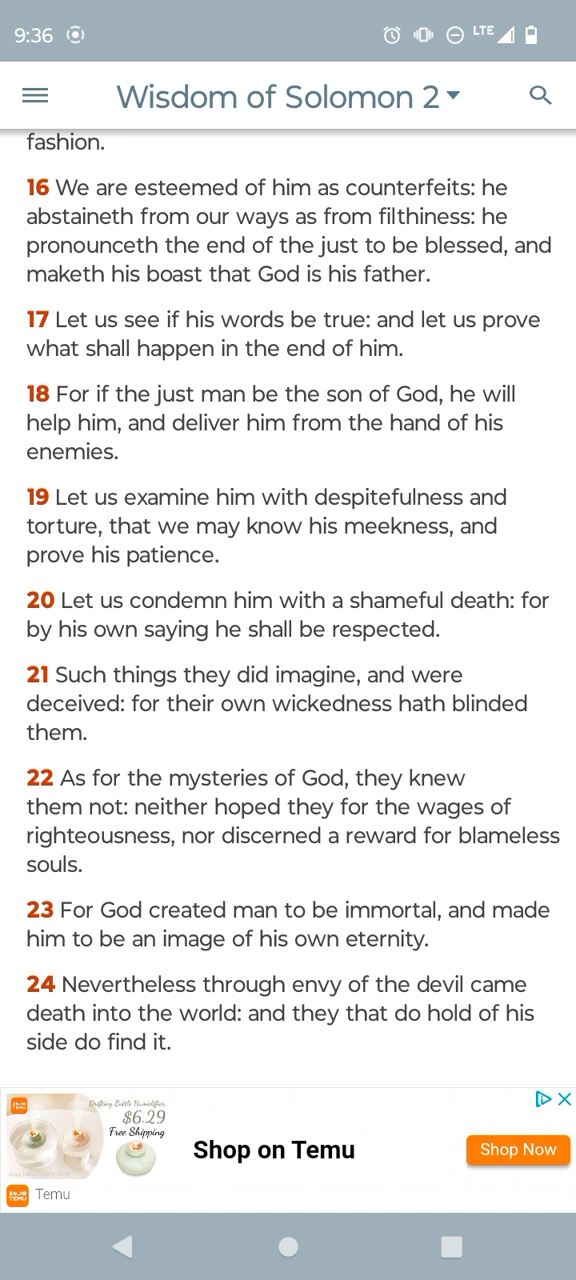 9:36
LTE
Wisdom of Solomon 2
fashion.
16 We are esteemed of him as counterfeits: he
abstaineth from our ways as from filthiness: he
pronounceth the end of the just to be blessed, and
maketh his boast that God is his father.
17 Let us see if his words be true: and let us prove
what shall happen in the end of him.
18 For if the just man be the son of God, he will
help him, and deliver him from the hand of his
enemies.
19 Let us examine him with despitefulness and
torture, that we may know his meekness, and
prove his patience.
20 Let us condemn him with a shameful death: for
by his own saying he shall be respected.
21 Such things they did imagine, and were
deceived: for their own wickedness hath blinded
them.
22 As for the mysteries of God, they knew
them not: neither hoped they for the wages of
righteousness, nor discerned a reward for blameless
souls.
23 For God created man to be immortal, and made
him to be an image of his own eternity.
24 Nevertheless through envy of the devil came
death into the world: and they that do hold of his
side do find it.
Drifting Bottle Humidifier
$6.29
Free Shipping
Shop on Temu
Shop Now
TEMU
Temu